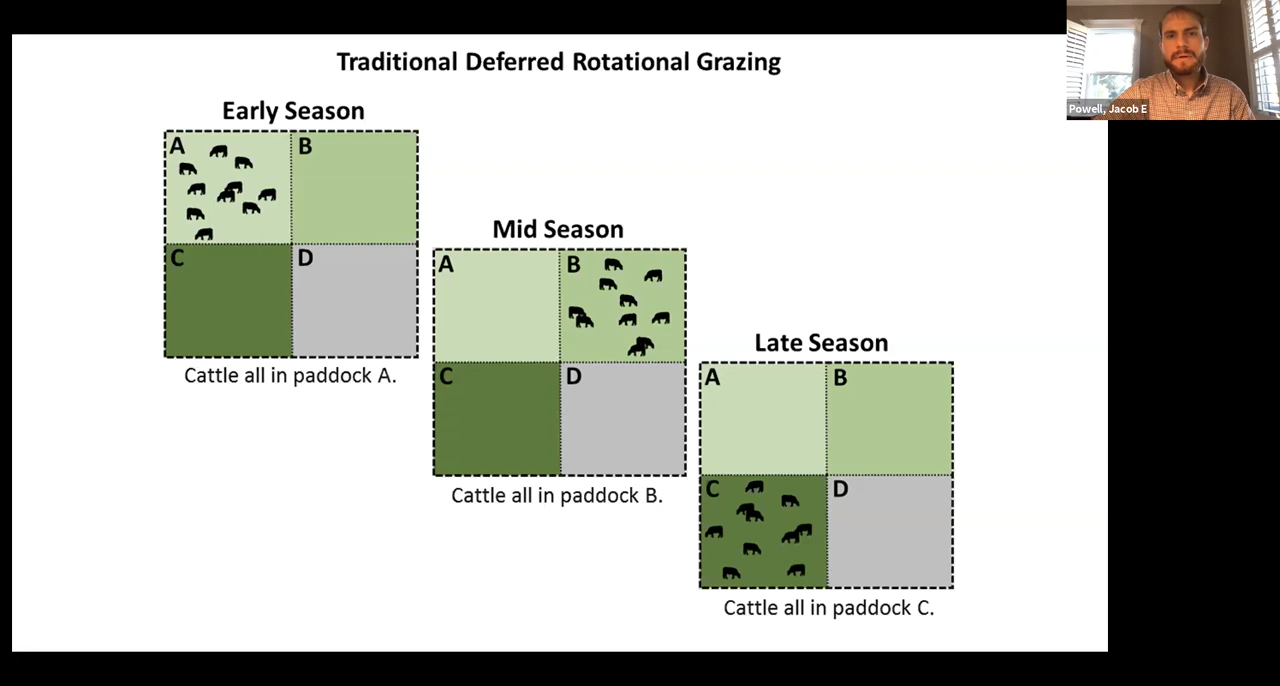 Traditional Deferred Rotational Grazing
Early Season
A
B
C
D
Cattle all in paddock A.
Mid Season
A
B
C
D
Cattle all in paddock B.
Late Season
A
B
C
D
Cattle all in paddock C.
Powell, Jacob E